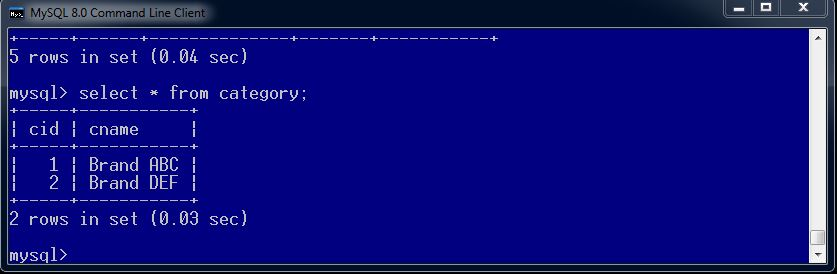 MySQL 8.0 Command Line Client
+-----+------+--------------+-------+-----------+
5 rows in set (0.04 sec)
mysql> select * from category;
+-----+-----------+
| cid | cname     |
+-----+-----------+
|   1 | Brand ABC |
|   2 | Brand DEF |
+-----+-----------+
2 rows in set (0.03 sec)
mysql>